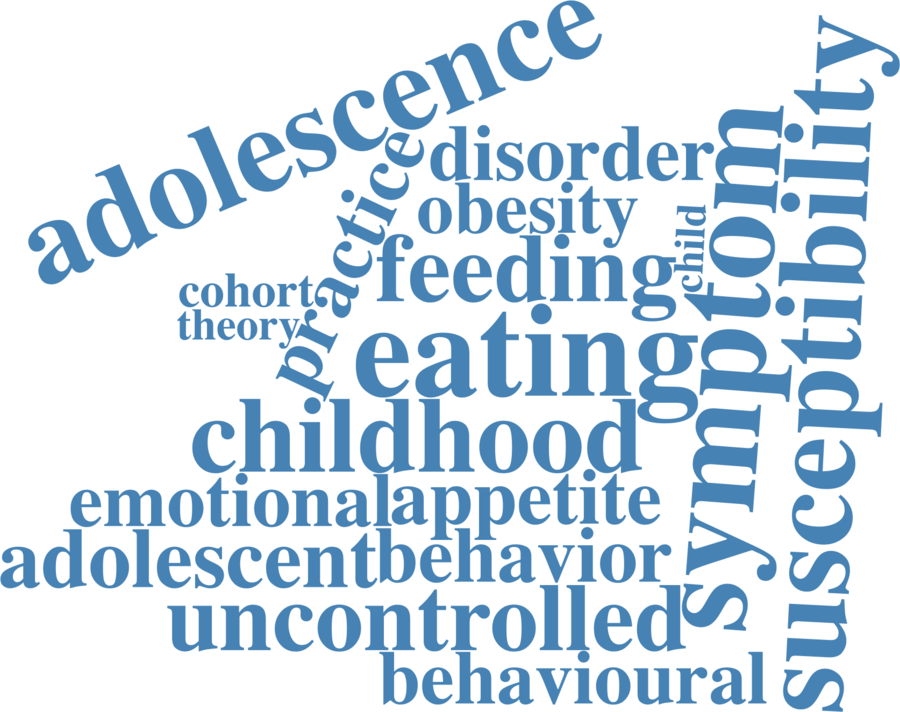 adolescence
disorder
practice
obesity
child
feeding
cohort
theory
eating
symptom
susceptibility
childhood
emotional appetite
adolescent behavior
uncontrolled
behavioural